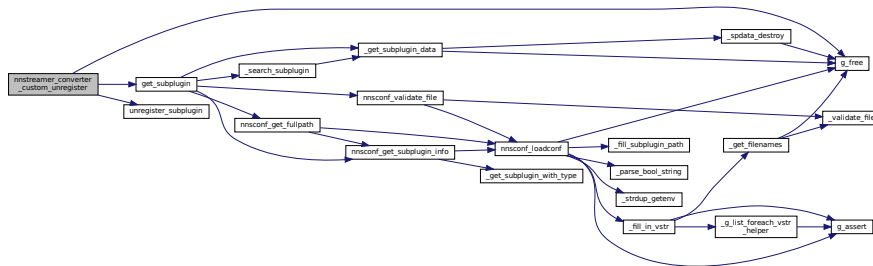 nnstreamer_converter
_custom_unregister
get_subplugin
unregister_subplugin
_search_subplugin
_get_subplugin_data
nnsconf_validate_file
nnsconf_get_fullpath
nnsconf_get_subplugin_info
_get_subplugin_with_type
nnsconf_loadconf
_spdata_destroy
g_free
_validate_file
_get_filenames
_fill_subplugin_path
_parse_bool_string
_strdup_getenv
_fill_in_vstr
_g_list_foreach_vstr
_helper
g_assert